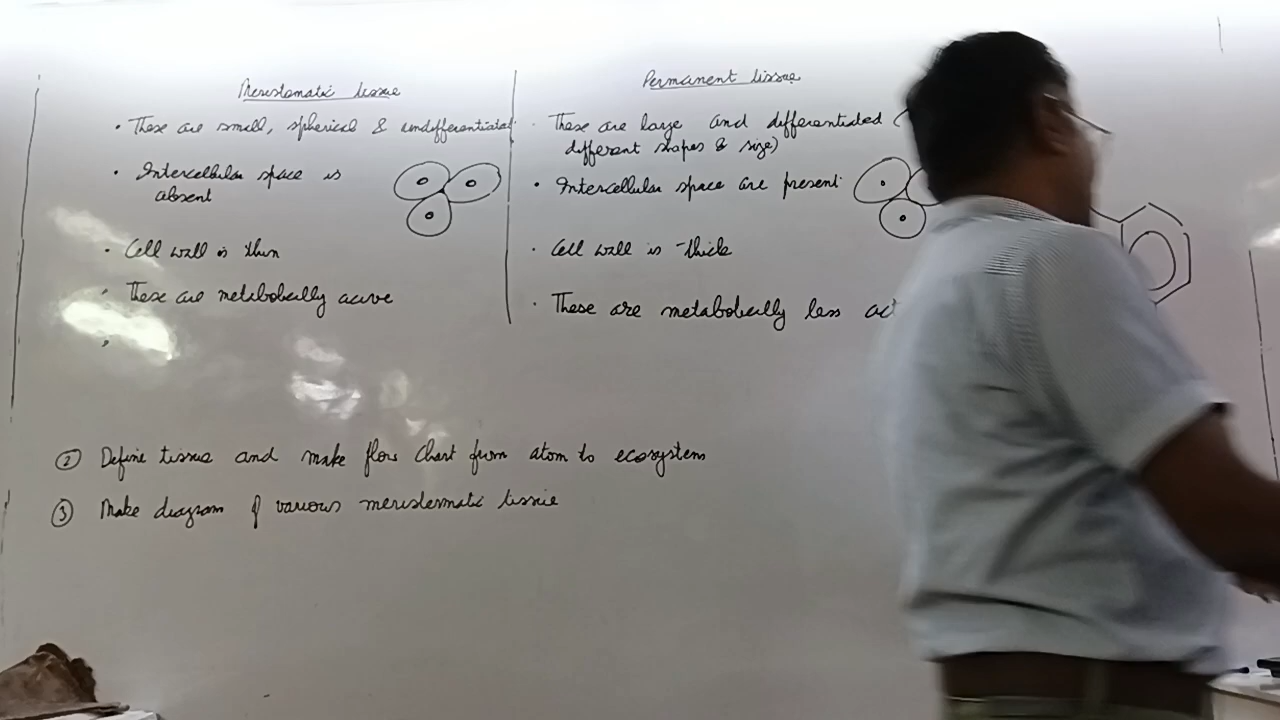 Meristematic tissue
• These are small, spherical & undifferentiated
• Intercellular space is
absent
• Cell wall is thin
• These are metabolically active
Permanent tissue
• These are large and differentiated (
different shapes & size)
• Intercellular space are present
• Cell wall is thick
• These are metabolically less
② Define tissue and make flow chart from atom to ecosystem
③ Make diagram of various meristematic tissue